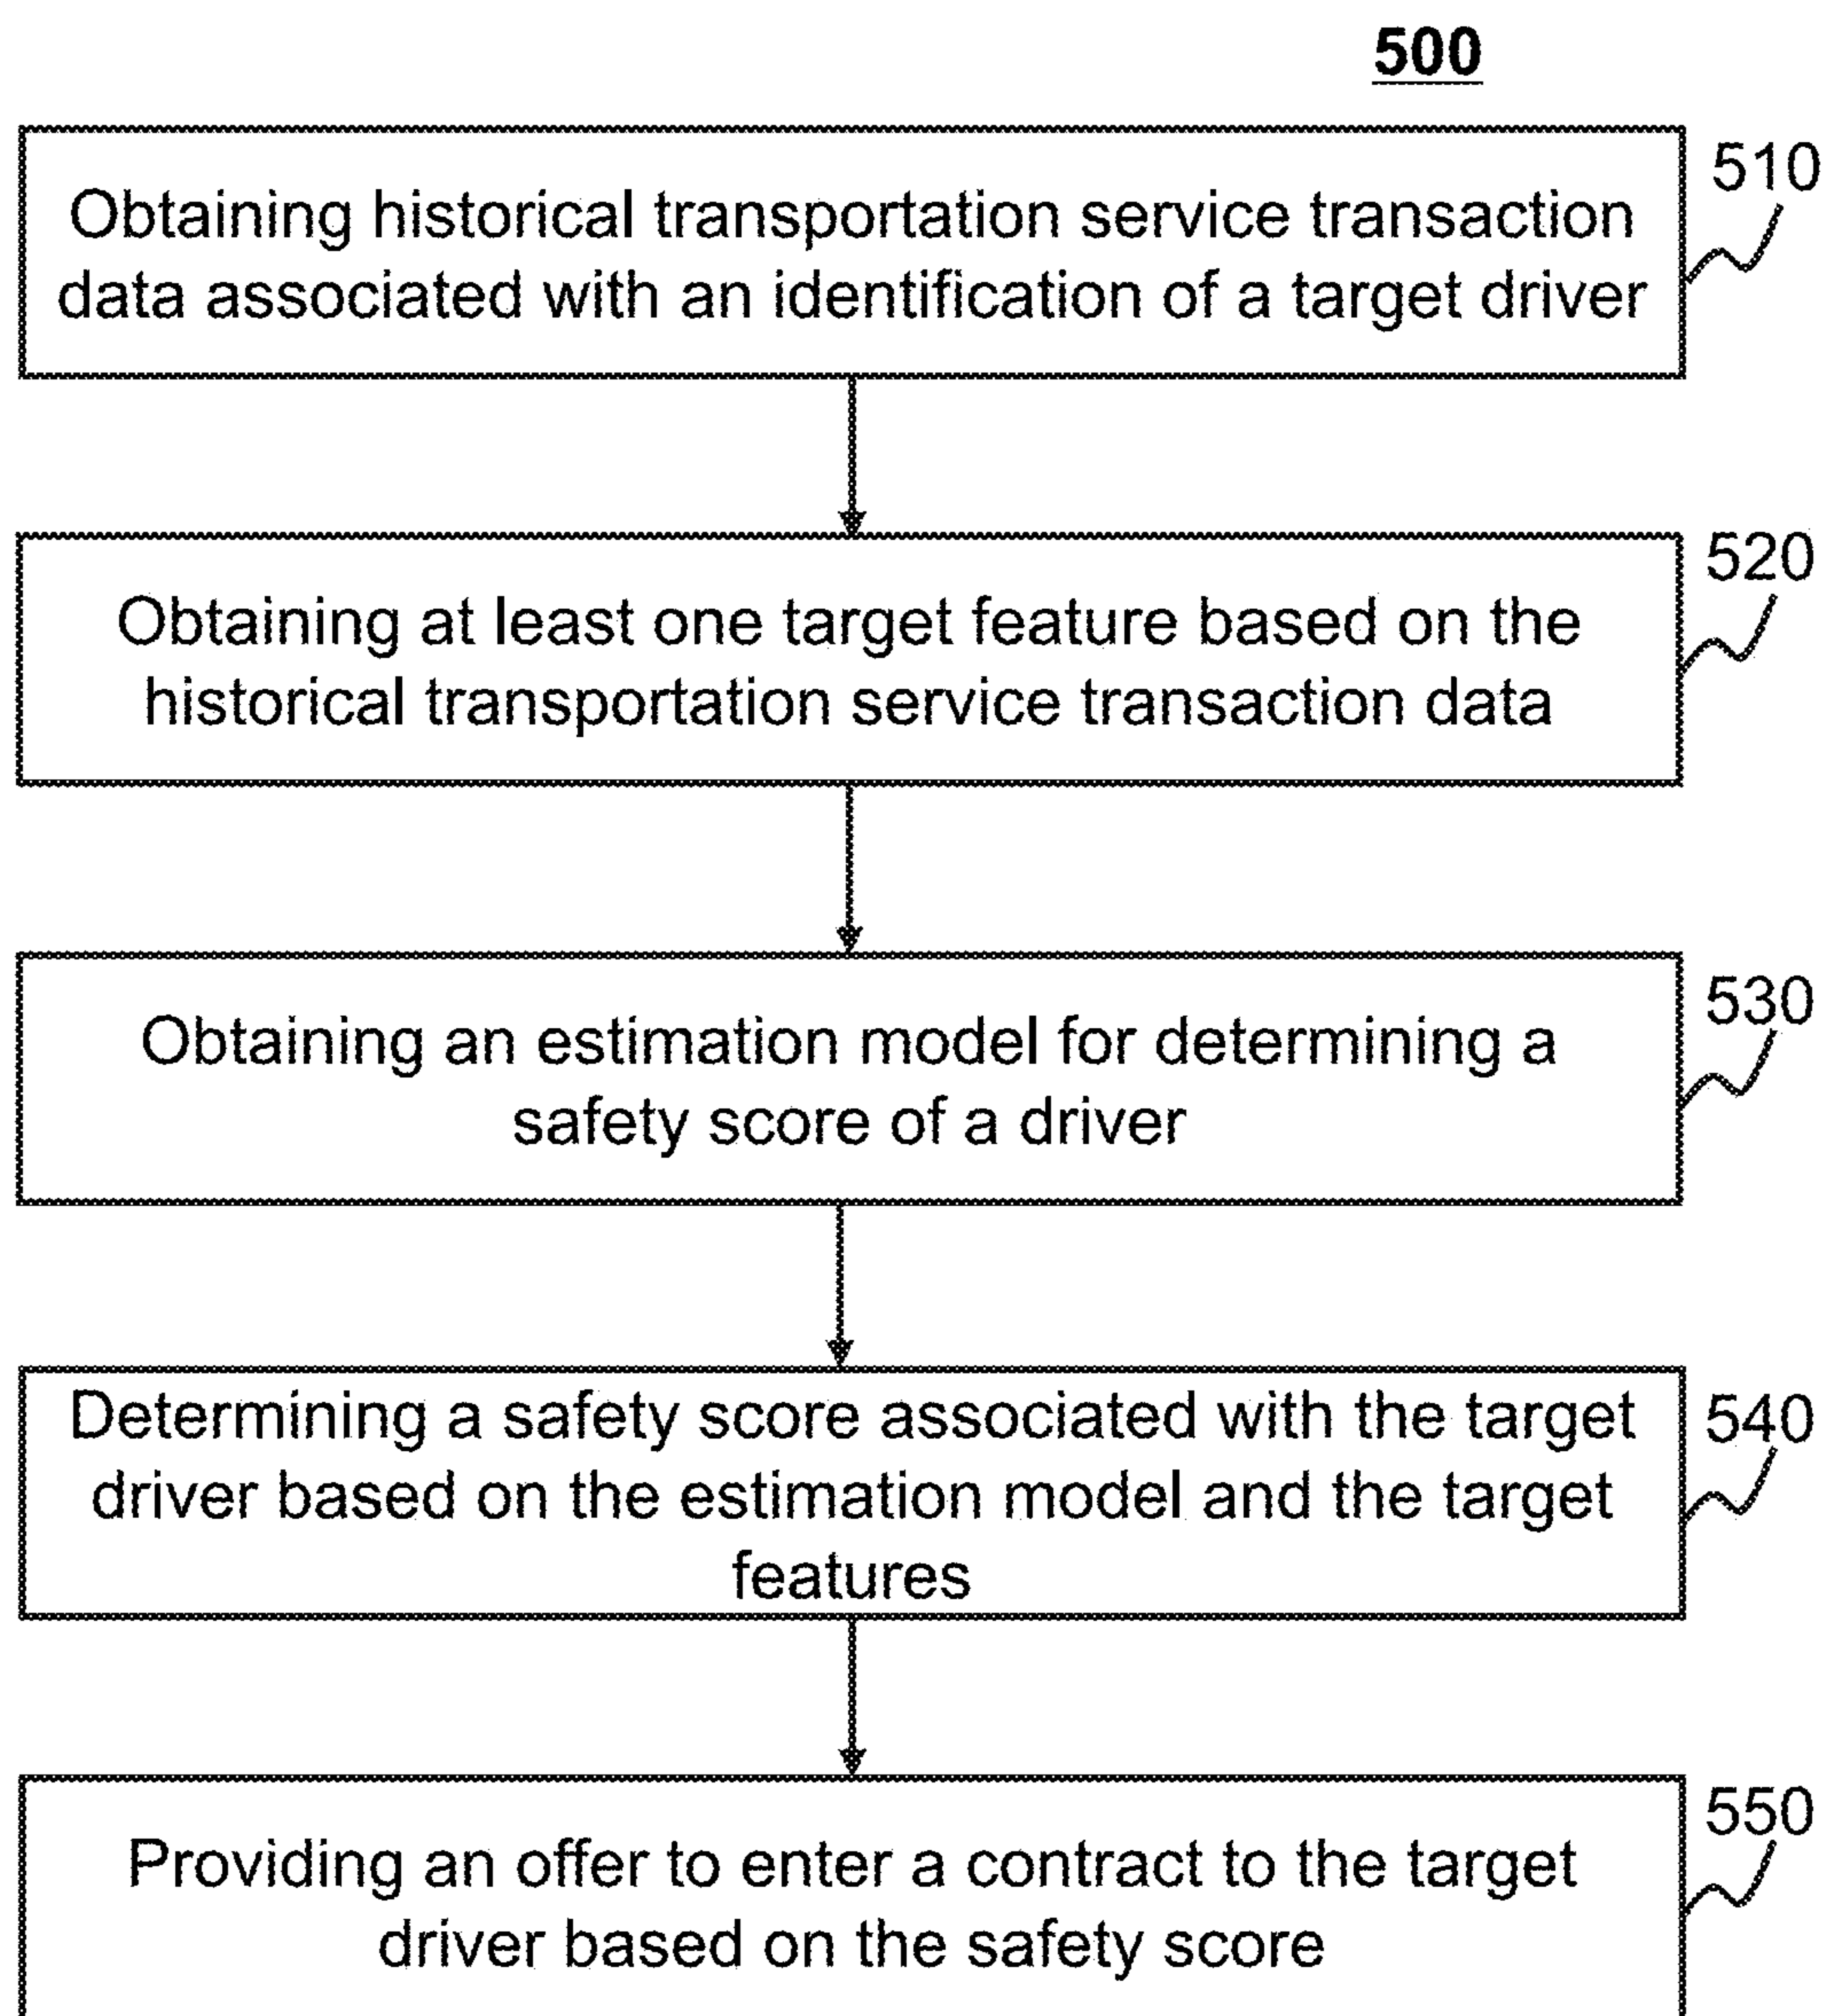 500
510
Obtaining historical transportation service transaction
data associated with an identification of a target driver
520
Obtaining at least one target feature based on the
historical transportation service transaction data
530
Obtaining an estimation model for determining a
safety score of a driver
540
Determining a safety score associated with the target
driver based on the estimation model and the target
features
550
Providing an offer to enter a contract to the target
driver based on the safety score